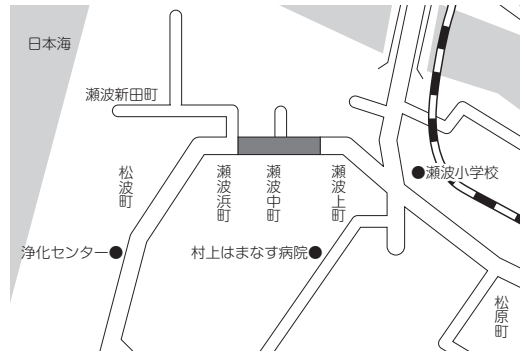 日本海
瀬波新田町
松波町
瀬波浜町
瀬波中町
瀬波上町
瀬波小学校
浄化センター
村上はまなす病院
松原町